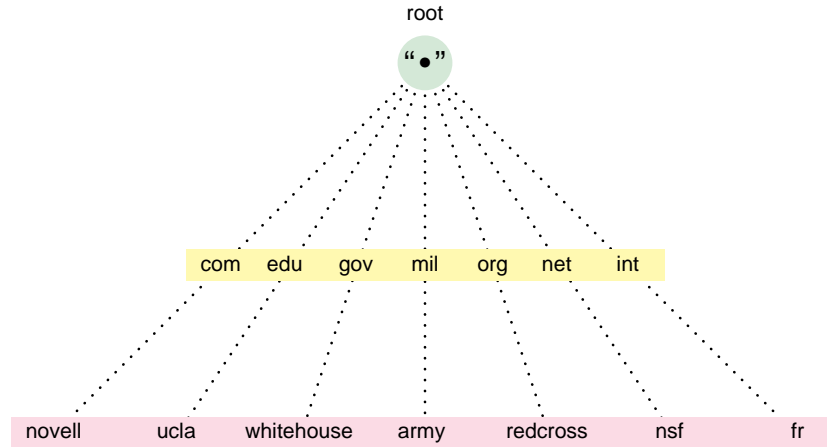 root
“•”
com edu gov mil org net int
novell ucla whitehouse army redcross nsf fr